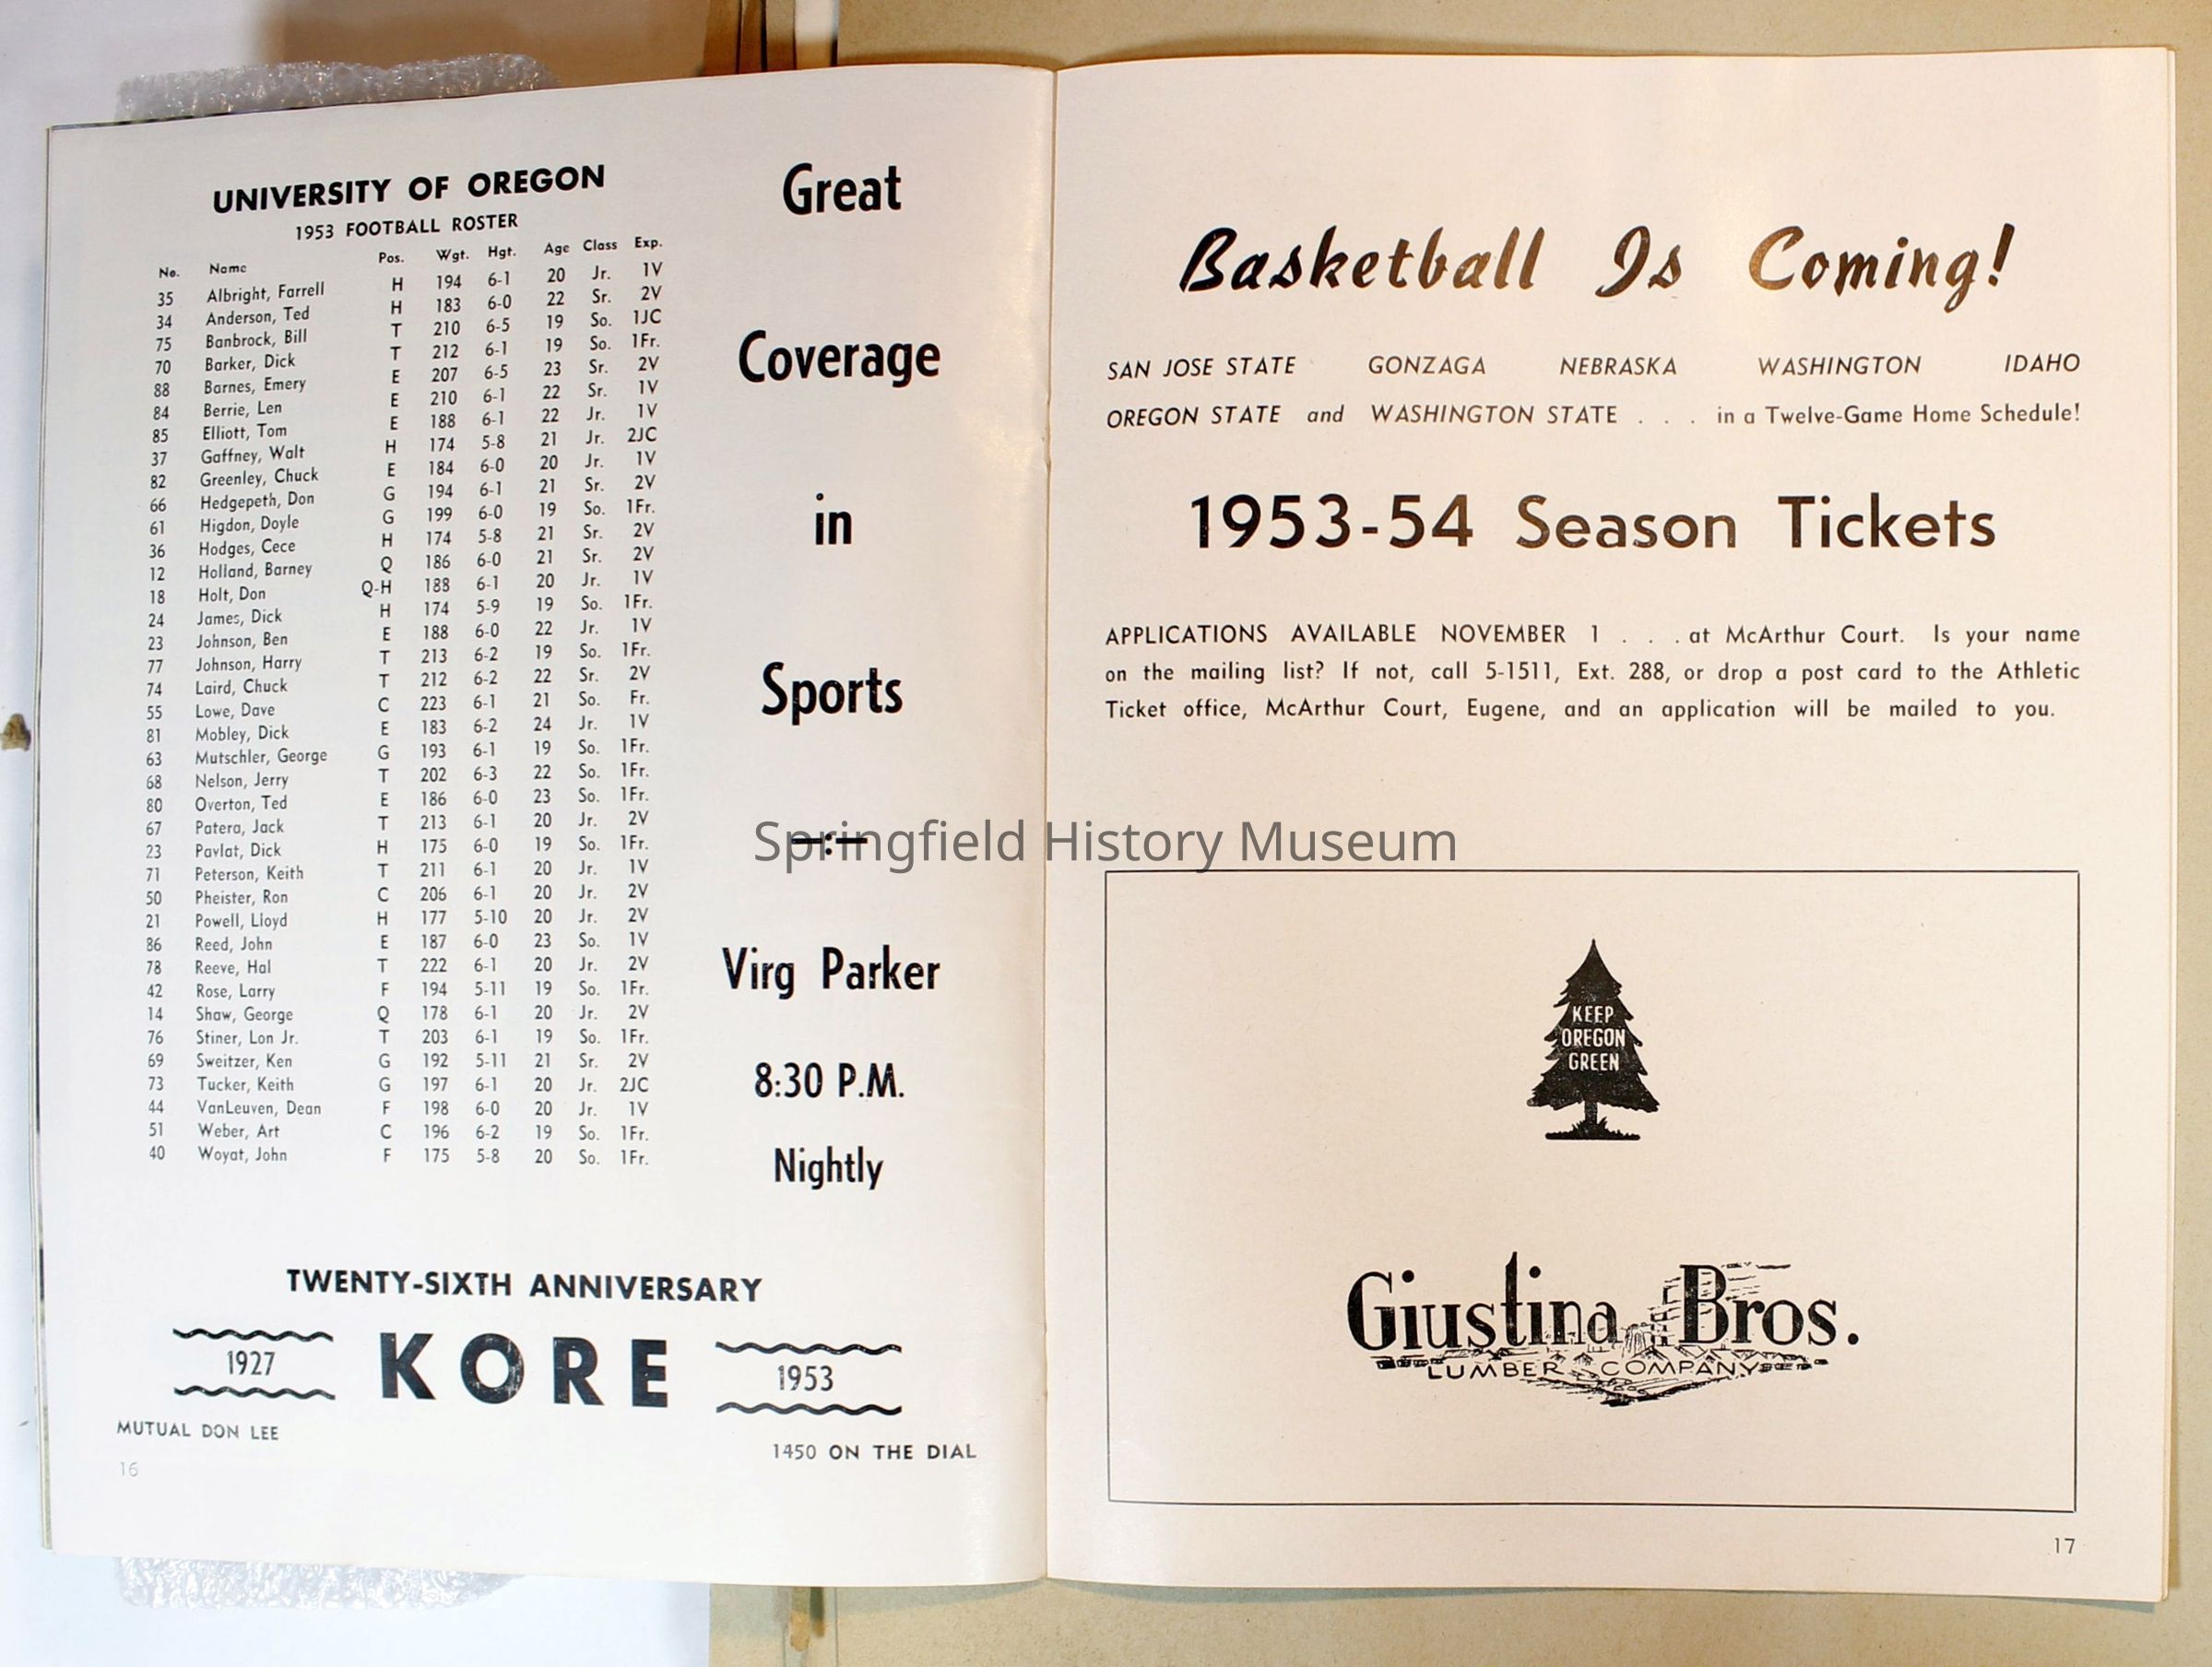 UNIVERSITY OF OREGON
1953 FOOTBALL ROSTER
No. Name Pos. Wgt. Hgt. Age Class Exp.
35 Albright, Farrell H 194 6-1 20 Jr. 1V
34 Anderson, Ted H 183 6-0 22 Sr. 2V
75 Banbrock, Bill T 210 6-5 19 So. 1JC
70 Barker, Dick T 212 6-1 19 So. 1Fr.
88 Barnes, Emery E 207 6-5 23 Sr. 2V
84 Berrie, Len E 210 6-1 22 Sr. 1V
85 Elliott, Tom E 188 6-1 22 Jr. 1V
37 Gaffney, Walt H 174 5-8 21 Jr. 2JC
82 Greenley, Chuck E 184 6-0 20 Jr. 1V
66 Hedgepeth, Don G 194 6-1 21 Sr. 2V
61 Higdon, Doyle G 199 6-0 19 So. 1Fr.
36 Hodges, Cece H 174 5-8 21 Sr. 2V
12 Holland, Barney Q 186 6-0 21 Sr. 2V
18 Holt, Don Q-H 188 6-1 20 Jr. 1V
24 James, Dick H 174 5-9 19 So. 1Fr.
23 Johnson, Ben E 188 6-0 22 Jr. 1V
77 Johnson, Harry T 213 6-2 19 So. 1Fr.
74 Laird, Chuck T 212 6-2 22 Sr. 2V
55 Lowe, Dave C 223 6-1 21 So. Fr.
81 Mobley, Dick E 183 6-2 24 Jr. 1V
63 Mutschler, George G 193 6-1 19 So. 1Fr.
68 Nelson, Jerry T 202 6-3 22 So. 1Fr.
80 Overton, Ted E 186 6-0 23 So. 1Fr.
67 Patera, Jack T 213 6-1 20 Jr. 2V
23 Pavlat, Dick H 175 6-0 19 So. 1Fr.
71 Peterson, Keith T 211 6-1 20 Jr. 1V
50 Pheister, Ron C 206 6-1 20 Jr. 2V
21 Powell, Lloyd H 177 5-10 20 Jr. 2V
86 Reed, John E 187 6-0 23 So. 1V
78 Reeve, Hal T 222 6-1 20 Jr. 2V
42 Rose, Larry F 194 5-11 19 So. 1Fr.
14 Shaw, George Q 178 6-1 20 Jr. 2V
76 Stiner, Lon Jr. T 203 6-1 19 So. 1Fr.
69 Sweitzer, Ken G 192 5-11 21 Sr. 2V
73 Tucker, Keith G 197 6-1 20 Jr. 2JC
44 VanLeuven, Dean F 198 6-0 20 Jr. 1V
51 Weber, Art C 196 6-2 19 So. 1Fr.
40 Woyat, John F 175 5-8 20 So. 1Fr.
Great
Coverage
in
Sports
—:—
Virg Parker
8:30 P.M.
Nightly
TWENTY-SIXTH ANNIVERSARY
1927 KORE 1953
MUTUAL DON LEE
1450 ON THE DIAL
16
Basketball Is Coming!
SAN JOSE STATE GONZAGA NEBRASKA WASHINGTON IDAHO
OREGON STATE and WASHINGTON STATE . . . in a Twelve-Game Home Schedule!
1953-54 Season Tickets
APPLICATIONS AVAILABLE NOVEMBER 1 . . . at McArthur Court. Is your name
on the mailing list? If not, call 5-1511, Ext. 288, or drop a post card to the Athletic
Ticket office, McArthur Court, Eugene, and an application will be mailed to you.
Springfield History Museum
KEEP
OREGON
GREEN
Giustina Bros.
LUMBER COMPANY
17